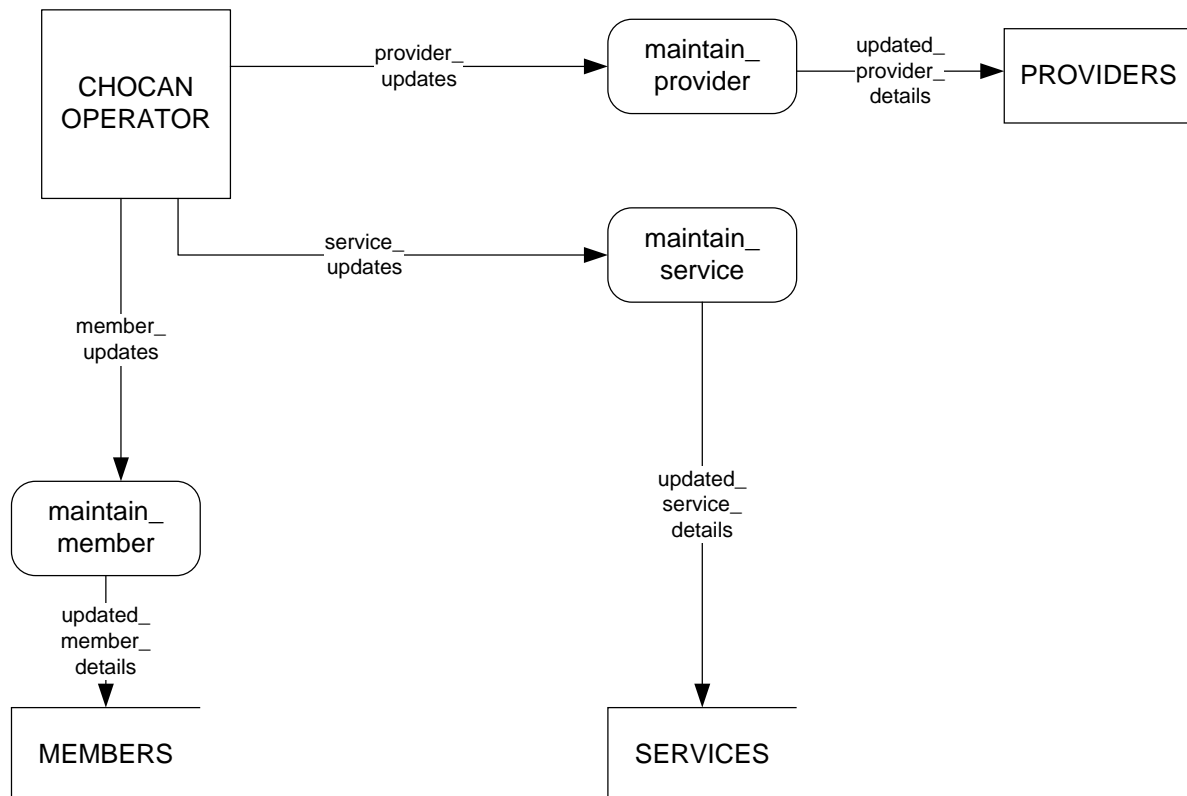 CHOCAN
OPERATOR
provider_
updates
maintain_
provider
updated_
provider_
details
PROVIDERS
service_
updates
maintain_
service
member_
updates
updated_
service_
details
maintain_
member
updated_
member_
details
MEMBERS
SERVICES